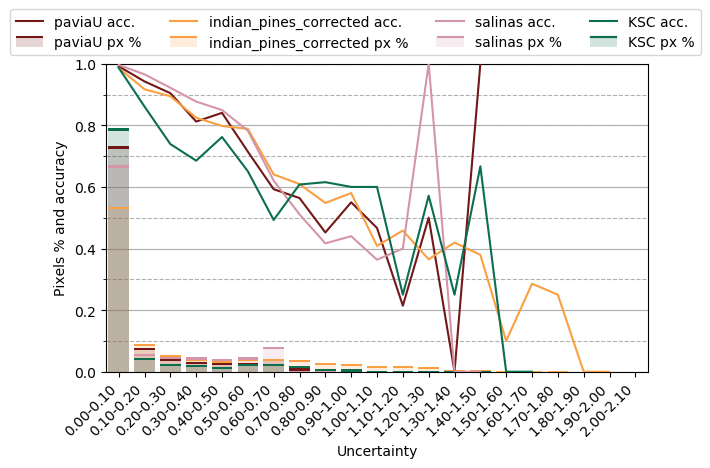 paviaU acc. indian_pines_corrected acc. salinas acc. KSC acc.
paviaU px % indian_pines_corrected px % salinas px % KSC px %
1.0
0.8
0.6
0.4
0.2
0.0
Pixels % and accuracy
0.00-0.10 0.10-0.20 0.20-0.30 0.30-0.40 0.40-0.50 0.50-0.60 0.60-0.70 0.70-0.80 0.80-0.90 0.90-1.00 1.00-1.10 1.10-1.20 1.20-1.30 1.30-1.40 1.40-1.50 1.50-1.60 1.60-1.70 1.70-1.80 1.80-1.90 1.90-2.00 2.00-2.10
Uncertainty